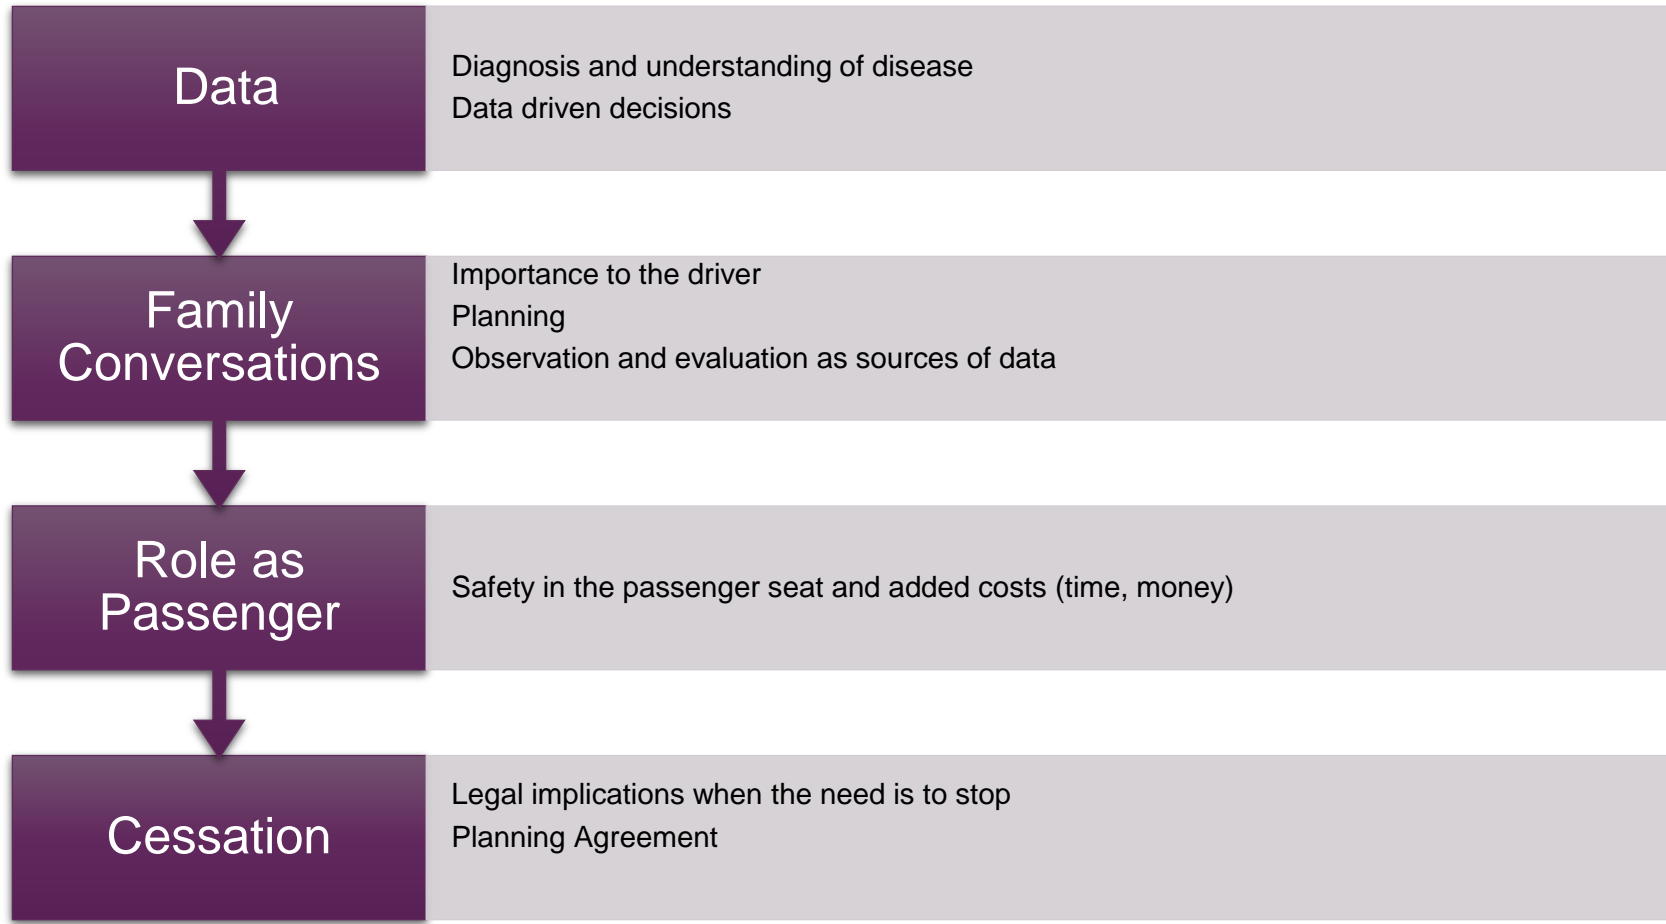 Data
Diagnosis and understanding of disease
Data driven decisions
Family
Conversations
Importance to the driver
Planning
Observation and evaluation as sources of data
Role as
Passenger
Safety in the passenger seat and added costs (time, money)
Cessation
Legal implications when the need is to stop
Planning Agreement